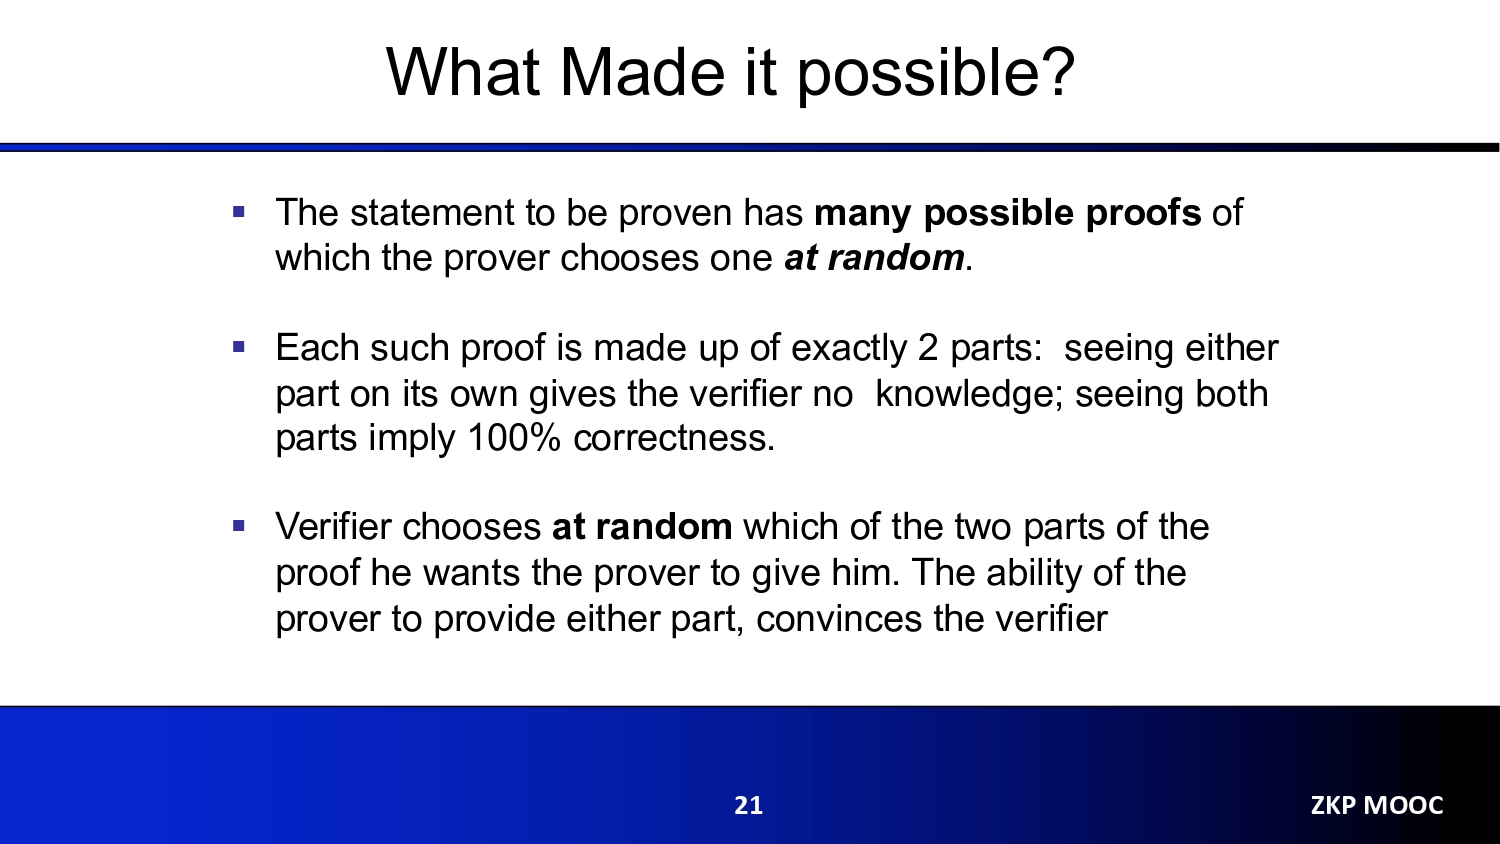 What Made it possible?
▪ The statement to be proven has many possible proofs of
which the prover chooses one at random.
▪ Each such proof is made up of exactly 2 parts:  seeing either
part on its own gives the verifier no  knowledge; seeing both
parts imply 100% correctness.
▪ Verifier chooses at random which of the two parts of the
proof he wants the prover to give him. The ability of the
prover to provide either part, convinces the verifier
21
ZKP MOOC